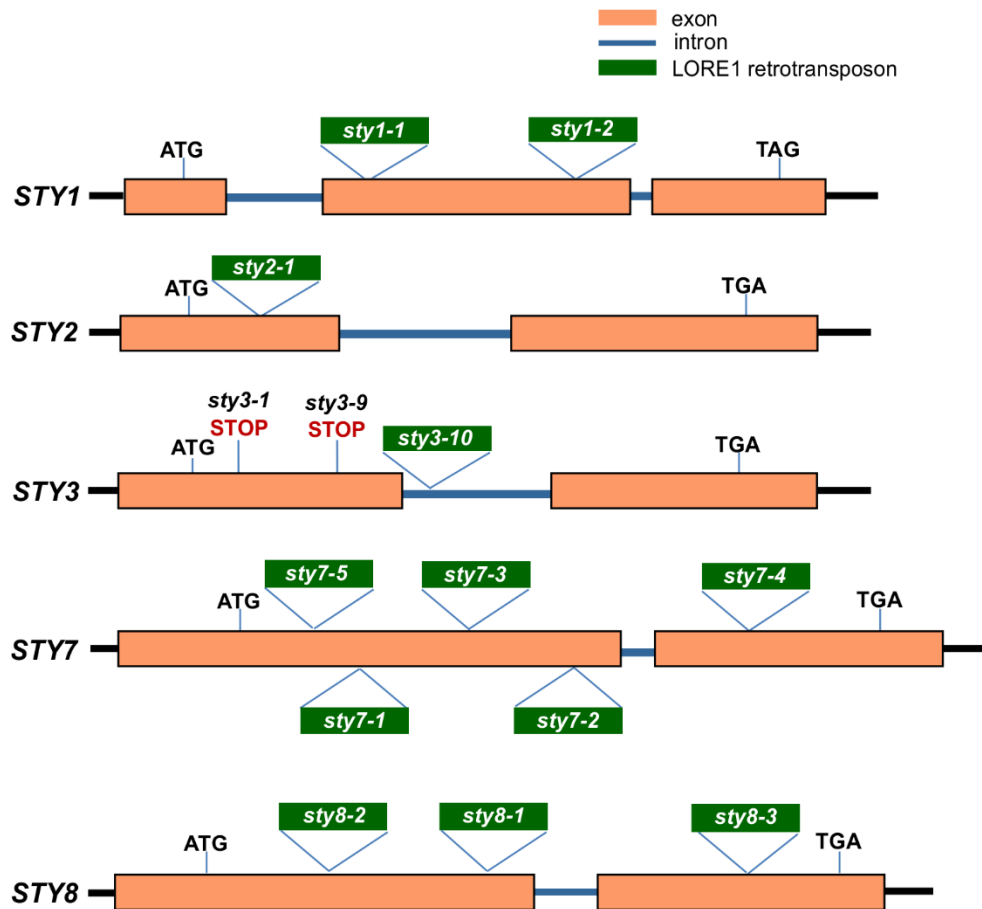 exon
intron
LORE1 retrotransposon
sty1-1
sty1-2
ATG
TAG
STY1
sty2-1
ATG
TGA
STY2
sty3-1
sty3-9
STOP
STOP
sty3-10
ATG
TGA
STY3
sty7-5
sty7-3
sty7-4
ATG
TGA
STY7
sty7-1
sty7-2
sty8-2
sty8-1
sty8-3
ATG
TGA
STY8